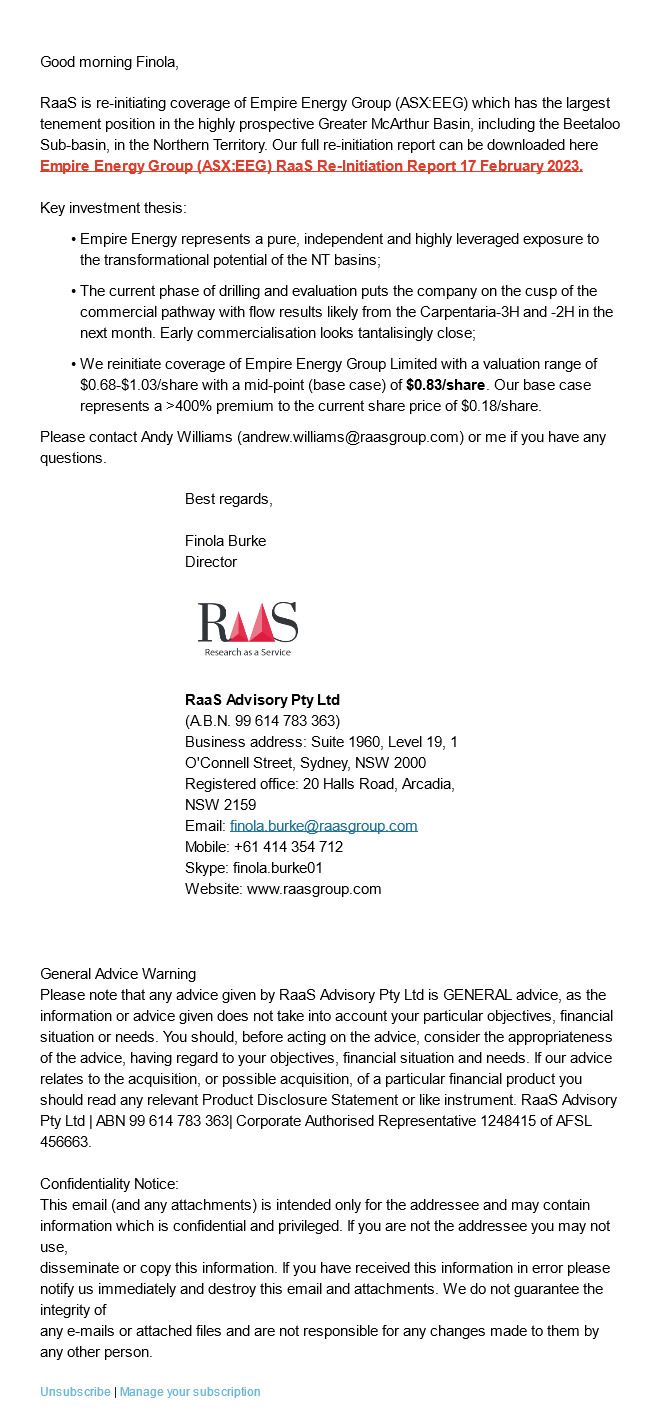 Good morning Finola,
RaaS is re-initiating coverage of Empire Energy Group (ASX:EEG) which has the largest
tenement position in the highly prospective Greater McArthur Basin, including the Beetaloo
Sub-basin, in the Northern Territory. Our full re-initiation report can be downloaded here
Empire Energy Group (ASX:EEG) RaaS Re-Initiation Report 17 February 2023.
Key investment thesis:
• Empire Energy represents a pure, independent and highly leveraged exposure to
the transformational potential of the NT basins;
• The current phase of drilling and evaluation puts the company on the cusp of the
commercial pathway with flow results likely from the Carpentaria-3H and -2H in the
next month. Early commercialisation looks tantalisingly close;
• We reinitiate coverage of Empire Energy Group Limited with a valuation range of
$0.68-$1.03/share with a mid-point (base case) of $0.83/share. Our base case
represents a >400% premium to the current share price of $0.18/share.
Please contact Andy Williams (andrew.williams@raasgroup.com) or me if you have any
questions.
Best regards,
Finola Burke
Director
RAAS
Research as a Service
RaaS Advisory Pty Ltd
(A.B.N. 99 614 783 363)
Business address: Suite 1960, Level 19, 1
O'Connell Street, Sydney, NSW 2000
Registered office: 20 Halls Road, Arcadia,
NSW 2159
Email: finola.burke@raasgroup.com
Mobile: +61 414 354 712
Skype: finola.burke01
Website: www.raasgroup.com
General Advice Warning
Please note that any advice given by RaaS Advisory Pty Ltd is GENERAL advice, as the
information or advice given does not take into account your particular objectives, financial
situation or needs. You should, before acting on the advice, consider the appropriateness
of the advice, having regard to your objectives, financial situation and needs. If our advice
relates to the acquisition, or possible acquisition, of a particular financial product you
should read any relevant Product Disclosure Statement or like instrument. RaaS Advisory
Pty Ltd | ABN 99 614 783 363| Corporate Authorised Representative 1248415 of AFSL
456663.
Confidentiality Notice:
This email (and any attachments) is intended only for the addressee and may contain
information which is confidential and privileged. If you are not the addressee you may not
use,
disseminate or copy this information. If you have received this information in error please
notify us immediately and destroy this email and attachments. We do not guarantee the
integrity of
any e-mails or attached files and are not responsible for any changes made to them by
any other person.
Unsubscribe | Manage your subscription